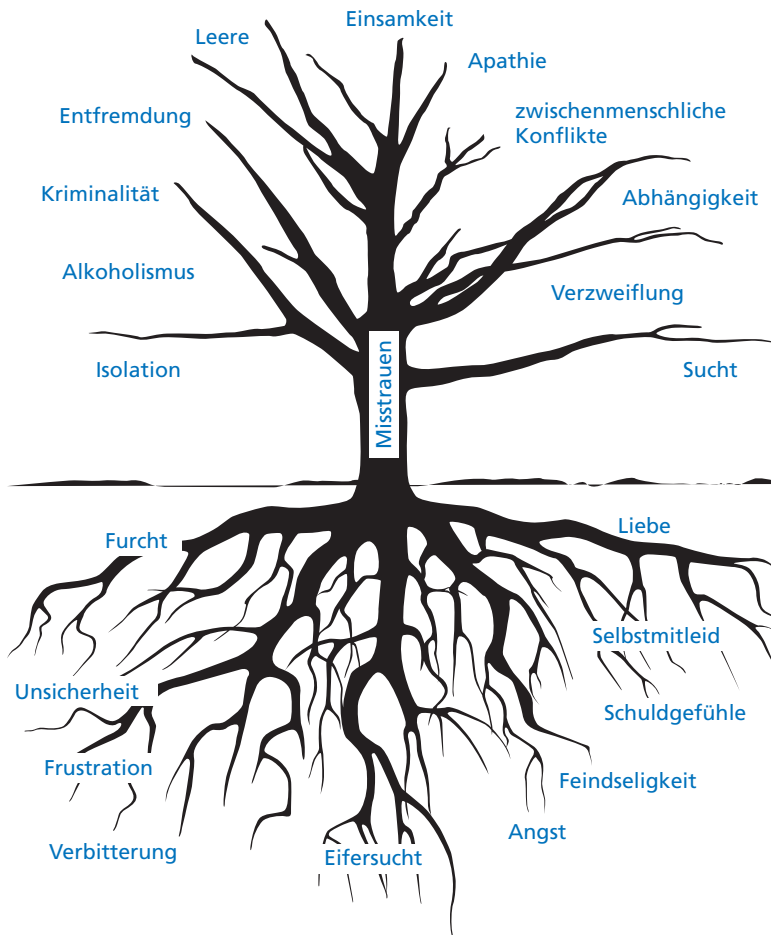 Einsamkeit
Leere
Apathie
zwischenmenschliche
Konflikte
Entfremdung
Kriminalität
Abhängigkeit
Alkoholismus
Verzweiflung
Isolation
Sucht
Misstrauen
Furcht
Liebe
Selbstmitleid
Unsicherheit
Schuldgefühle
Frustration
Feindseligkeit
Angst
Verbitterung
Eifersucht